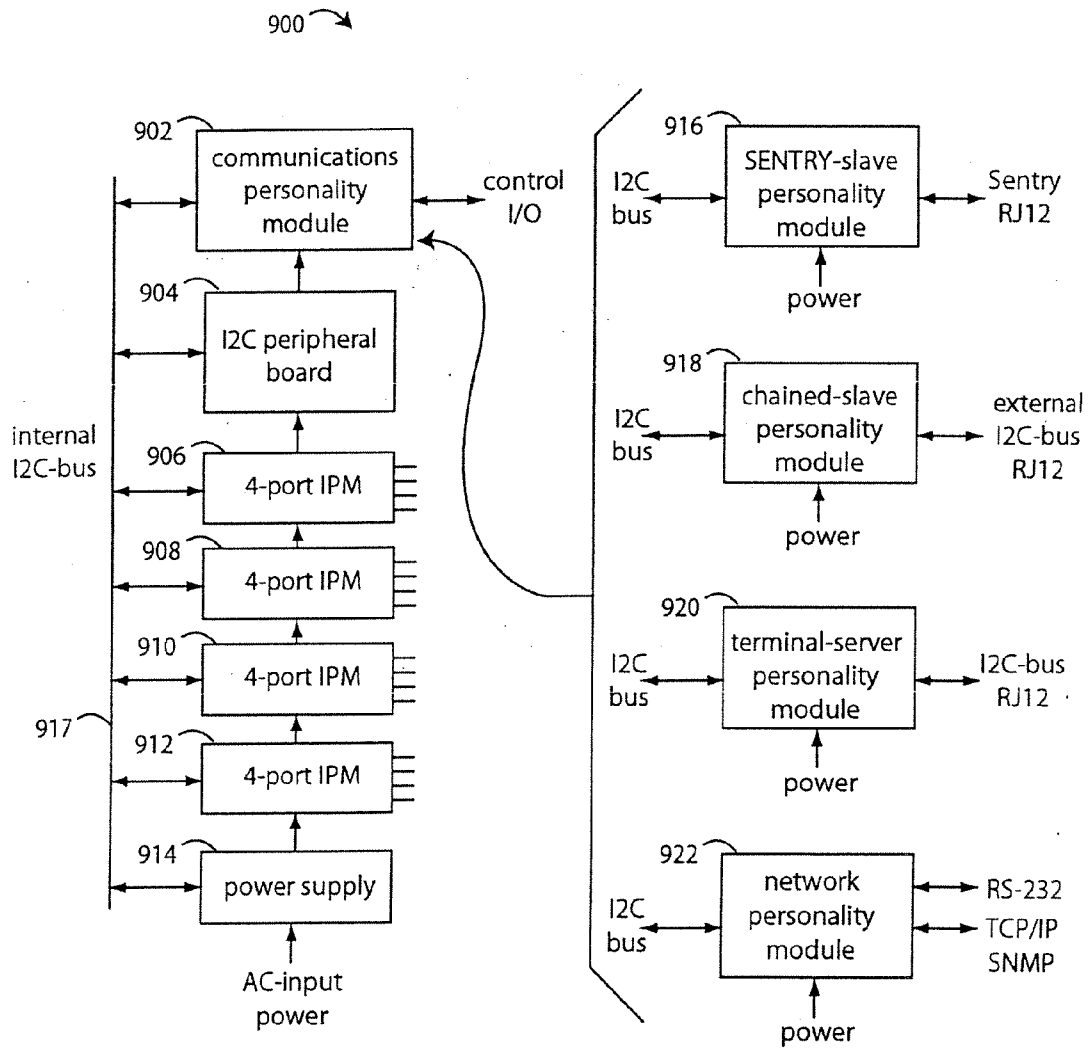 900
902
communications
personality
module
control
I/O
904
I2C peripheral
board
internal
I2C-bus
906
4-port IPM
908
4-port IPM
910
4-port IPM
917
912
4-port IPM
914
power supply
AC-input
power
916
I2C
bus
SENTRY-slave
personality
module
Sentry
RJ12
power
918
I2C
bus
chained-slave
personality
module
external
I2C-bus
RJ12
power
920
I2C
bus
terminal-server
personality
module
I2C-bus
RJ12
power
922
I2C
bus
network
personality
module
RS-232
TCP/IP
SNMP
power